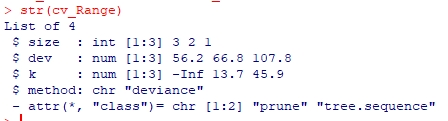 > str(cv_Range)
List of 4
 $ size  : int [1:3] 3 2 1
 $ dev   : num [1:3] 56.2 66.8 107.8
 $ k     : num [1:3] -Inf 13.7 45.9
 $ method: chr "deviance"
 - attr(*, "class")= chr [1:2] "prune" "tree.sequence"
>